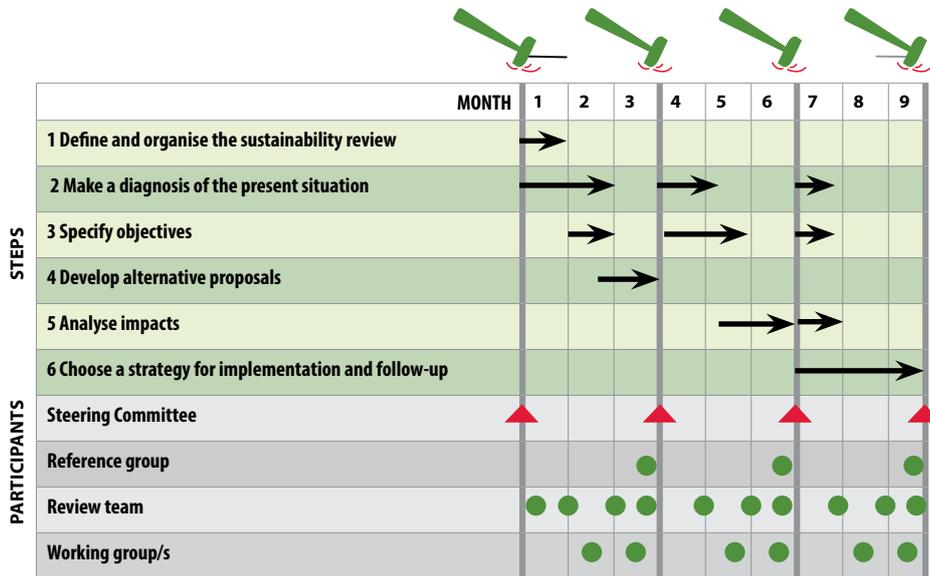 MONTH 1 2 3 4 5 6 7 8 9
STEPS
1 Define and organise the sustainability review
2 Make a diagnosis of the present situation
3 Specify objectives
4 Develop alternative proposals
5 Analyse impacts
6 Choose a strategy for implementation and follow-up
PARTICIPANTS
Steering Committee
Reference group
Review team
Working group/s